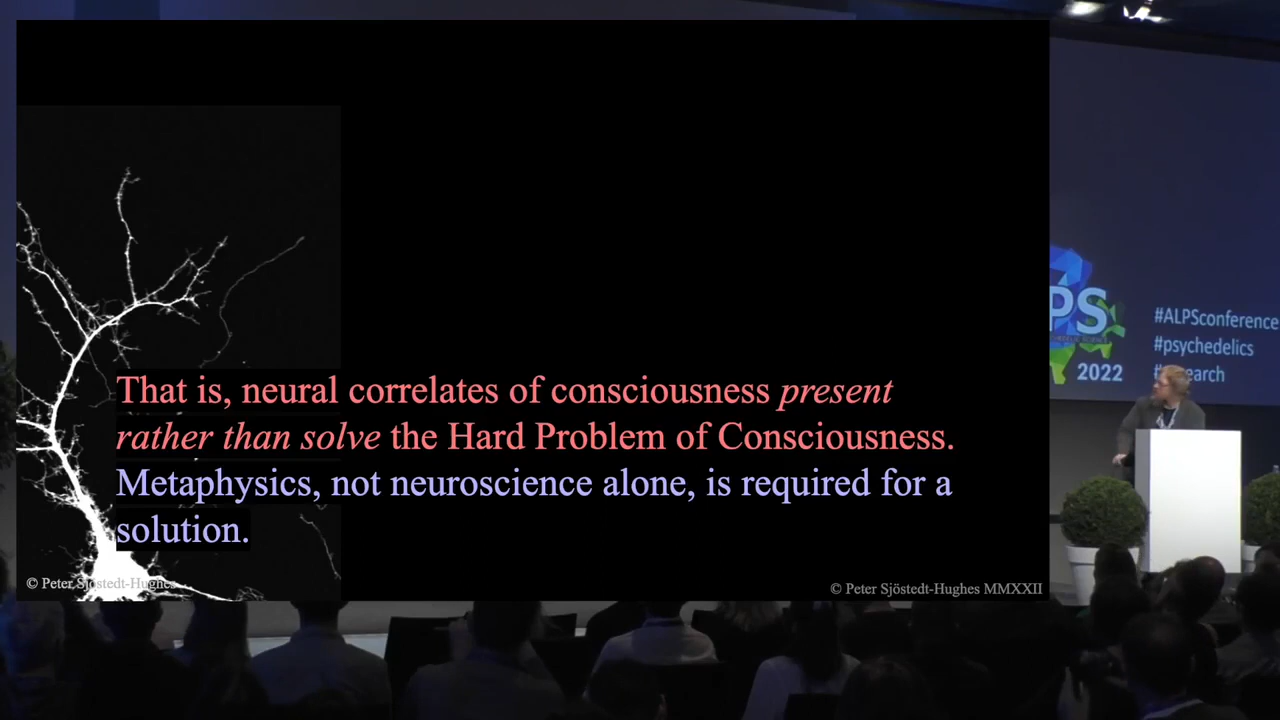 That is, neural correlates of consciousness present
rather than solve the Hard Problem of Consciousness.
Metaphysics, not neuroscience alone, is required for a
solution.
© Peter Sjöstedt-Hughes
© Peter Sjöstedt-Hughes MMXXII
PS
2022
#ALPSconference
#psychedelics